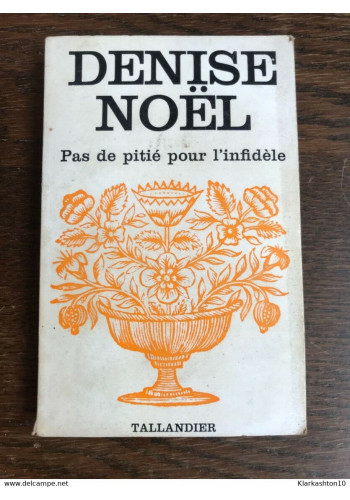 DENISE
NOËL
Pas de pitié pour l'infidèle
TALLANDIER
www.delcampe.net
Klarkashton10